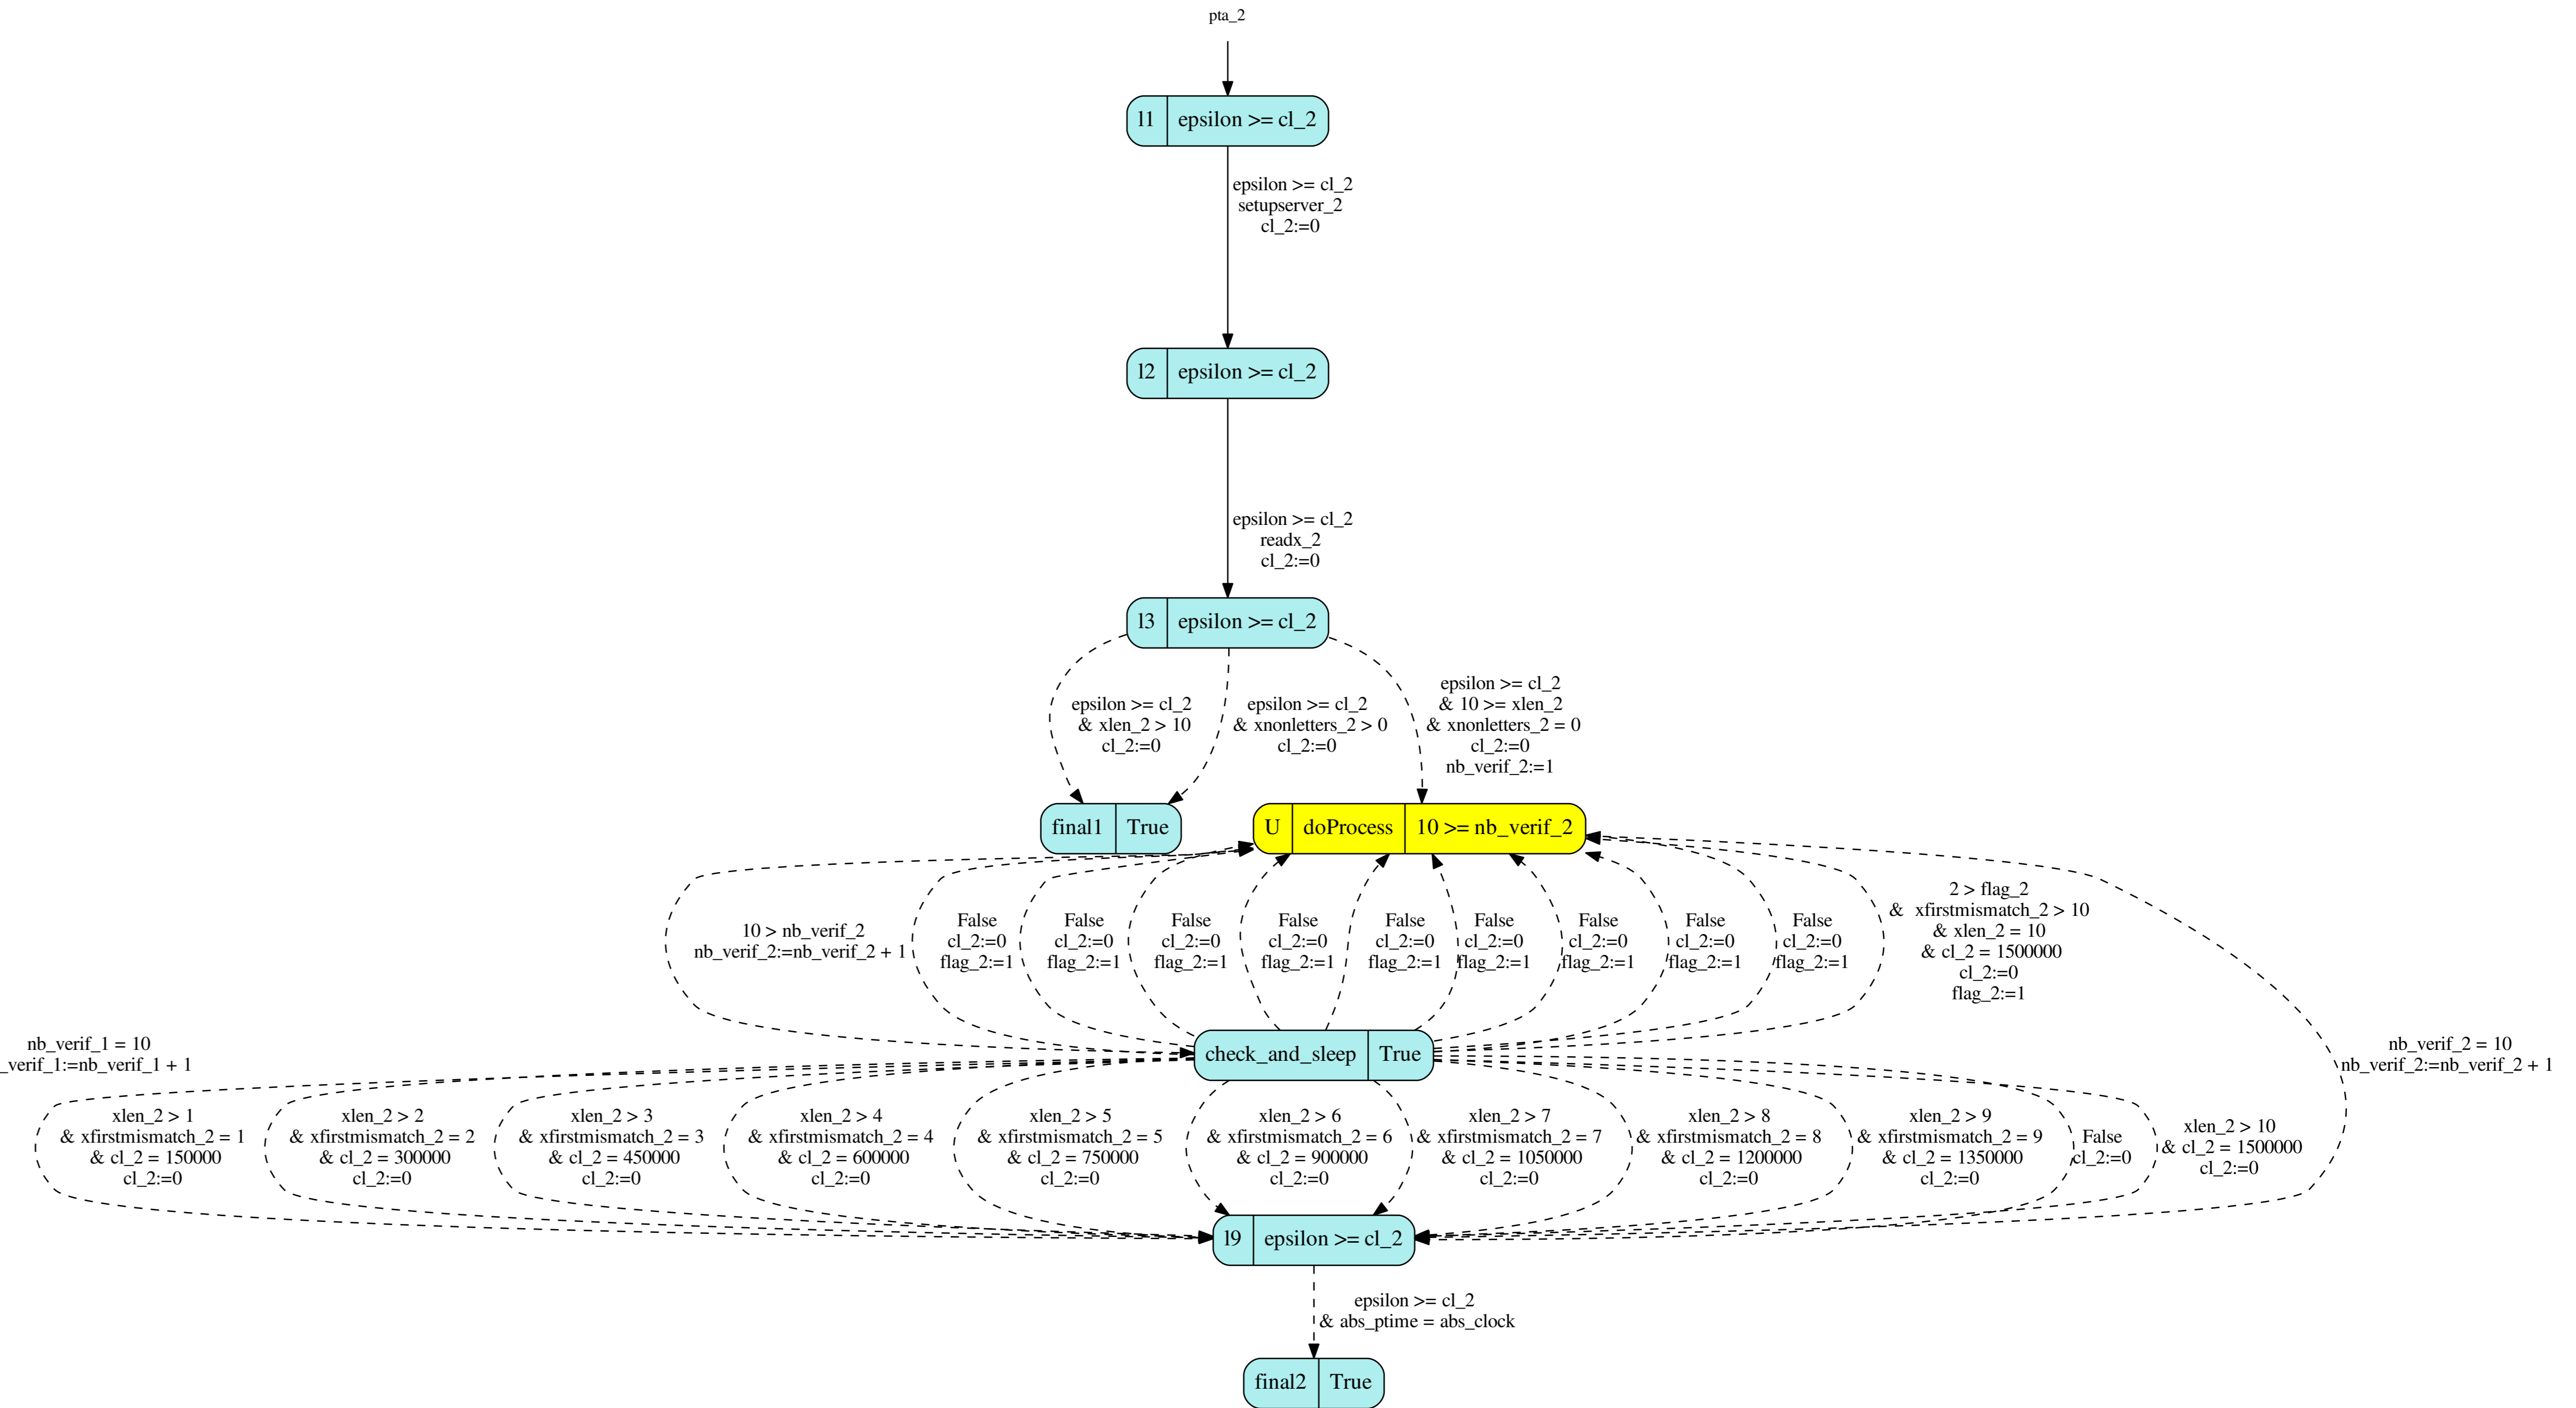 pta_2
l1 epsilon >= cl_2
epsilon >= cl_2
setupserver_2
cl_2:=0
l2 epsilon >= cl_2
epsilon >= cl_2
readx_2
cl_2:=0
l3 epsilon >= cl_2
epsilon >= cl_2
& xlen_2 > 10
cl_2:=0
epsilon >= cl_2
& xnonletters_2 > 0
cl_2:=0
epsilon >= cl_2
& 10 >= xlen_2
& xnonletters_2 = 0
cl_2:=0
nb_verif_2:=1
final1 True
U doProcess 10 >= nb_verif_2
10 > nb_verif_2
nb_verif_2:=nb_verif_2 + 1
False
cl_2:=0
flag_2:=1
False
cl_2:=0
flag_2:=1
False
cl_2:=0
flag_2:=1
False
cl_2:=0
flag_2:=1
False
cl_2:=0
flag_2:=1
False
cl_2:=0
flag_2:=1
False
cl_2:=0
flag_2:=1
False
cl_2:=0
flag_2:=1
False
cl_2:=0
flag_2:=1
2 > flag_2
& xfirstmismatch_2 > 10
& xlen_2 = 10
& cl_2 = 1500000
cl_2:=0
flag_2:=1
check_and_sleep True
nb_verif_1 = 10
_verif_1:=nb_verif_1 + 1
nb_verif_2 = 10
nb_verif_2:=nb_verif_2 + 1
xlen_2 > 1
& xfirstmismatch_2 = 1
& cl_2 = 150000
cl_2:=0
xlen_2 > 2
& xfirstmismatch_2 = 2
& cl_2 = 300000
cl_2:=0
xlen_2 > 3
& xfirstmismatch_2 = 3
& cl_2 = 450000
cl_2:=0
xlen_2 > 4
& xfirstmismatch_2 = 4
& cl_2 = 600000
cl_2:=0
xlen_2 > 5
& xfirstmismatch_2 = 5
& cl_2 = 750000
cl_2:=0
xlen_2 > 6
& xfirstmismatch_2 = 6
& cl_2 = 900000
cl_2:=0
xlen_2 > 7
& xfirstmismatch_2 = 7
& cl_2 = 1050000
cl_2:=0
xlen_2 > 8
& xfirstmismatch_2 = 8
& cl_2 = 1200000
cl_2:=0
xlen_2 > 9
& xfirstmismatch_2 = 9
& cl_2 = 1350000
cl_2:=0
False
cl_2:=0
xlen_2 > 10
& cl_2 = 1500000
cl_2:=0
l9 epsilon >= cl_2
epsilon >= cl_2
& abs_ptime = abs_clock
final2 True